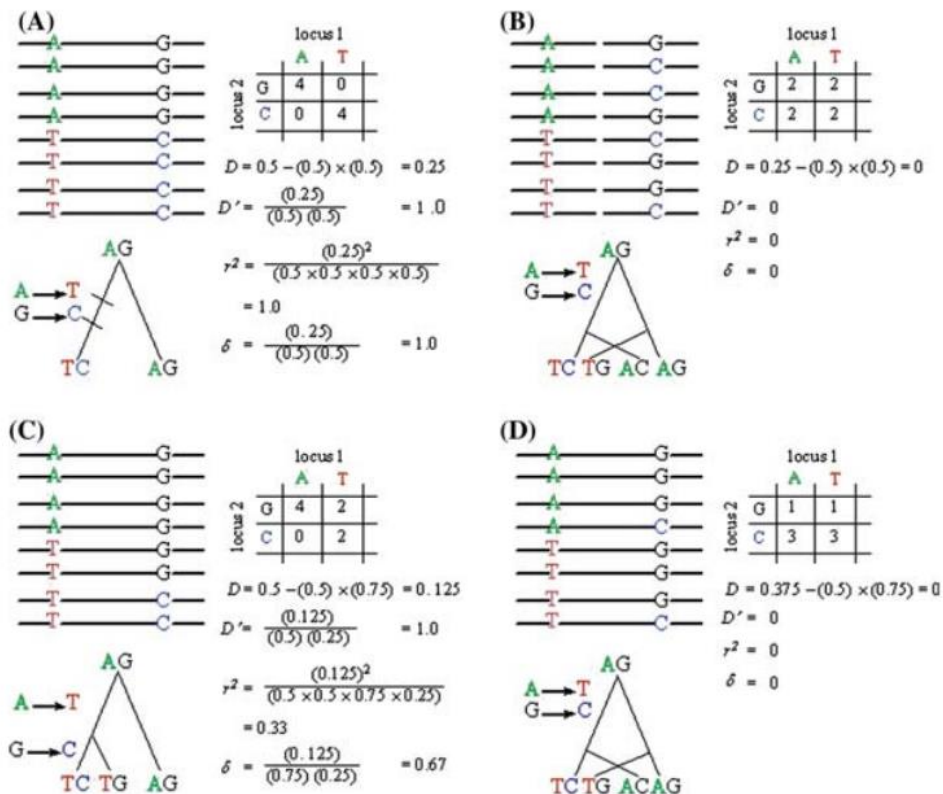 (A)
A G
A G
A G
A G
T C
T C
T C
T C
locus 1
A T
locus 2
G 4 0
C 0 4
D = 0.5 – (0.5) × (0.5) = 0.25
D′ = (0.25)
(0.5) (0.5)
= 1.0
r² = (0.25)²
(0.5 × 0.5 × 0.5 × 0.5)
= 1.0
δ = (0.25)
(0.5) (0.5)
= 1.0
AG
A T
G C
TC AG
(B)
A G
A C
A C
A G
T C
T G
T G
T C
locus 1
A T
locus 2
G 2 2
C 2 2
D = 0.25 – (0.5) × (0.5) = 0
D′ = 0
r² = 0
δ = 0
AG
A T
G C
TC TG AC AG
(C)
A G
A G
A G
A G
T G
T G
T C
T C
locus 1
A T
locus 2
G 4 2
C 0 2
D = 0.5 – (0.5) × (0.75) = 0.125
D′ = (0.125)
(0.5) (0.25)
= 1.0
r² = (0.125)²
(0.5 × 0.5 × 0.75 × 0.25)
= 0.33
δ = (0.125)
(0.75) (0.25)
= 0.67
AG
A T
G C
TC TG AG
(D)
A G
A G
A G
A C
T G
T G
T G
T C
locus 1
A T
locus 2
G 1 1
C 3 3
D = 0.375 – (0.5) × (0.75) = 0
D′ = 0
r² = 0
δ = 0
AG
A T
G C
TC TG AC AG